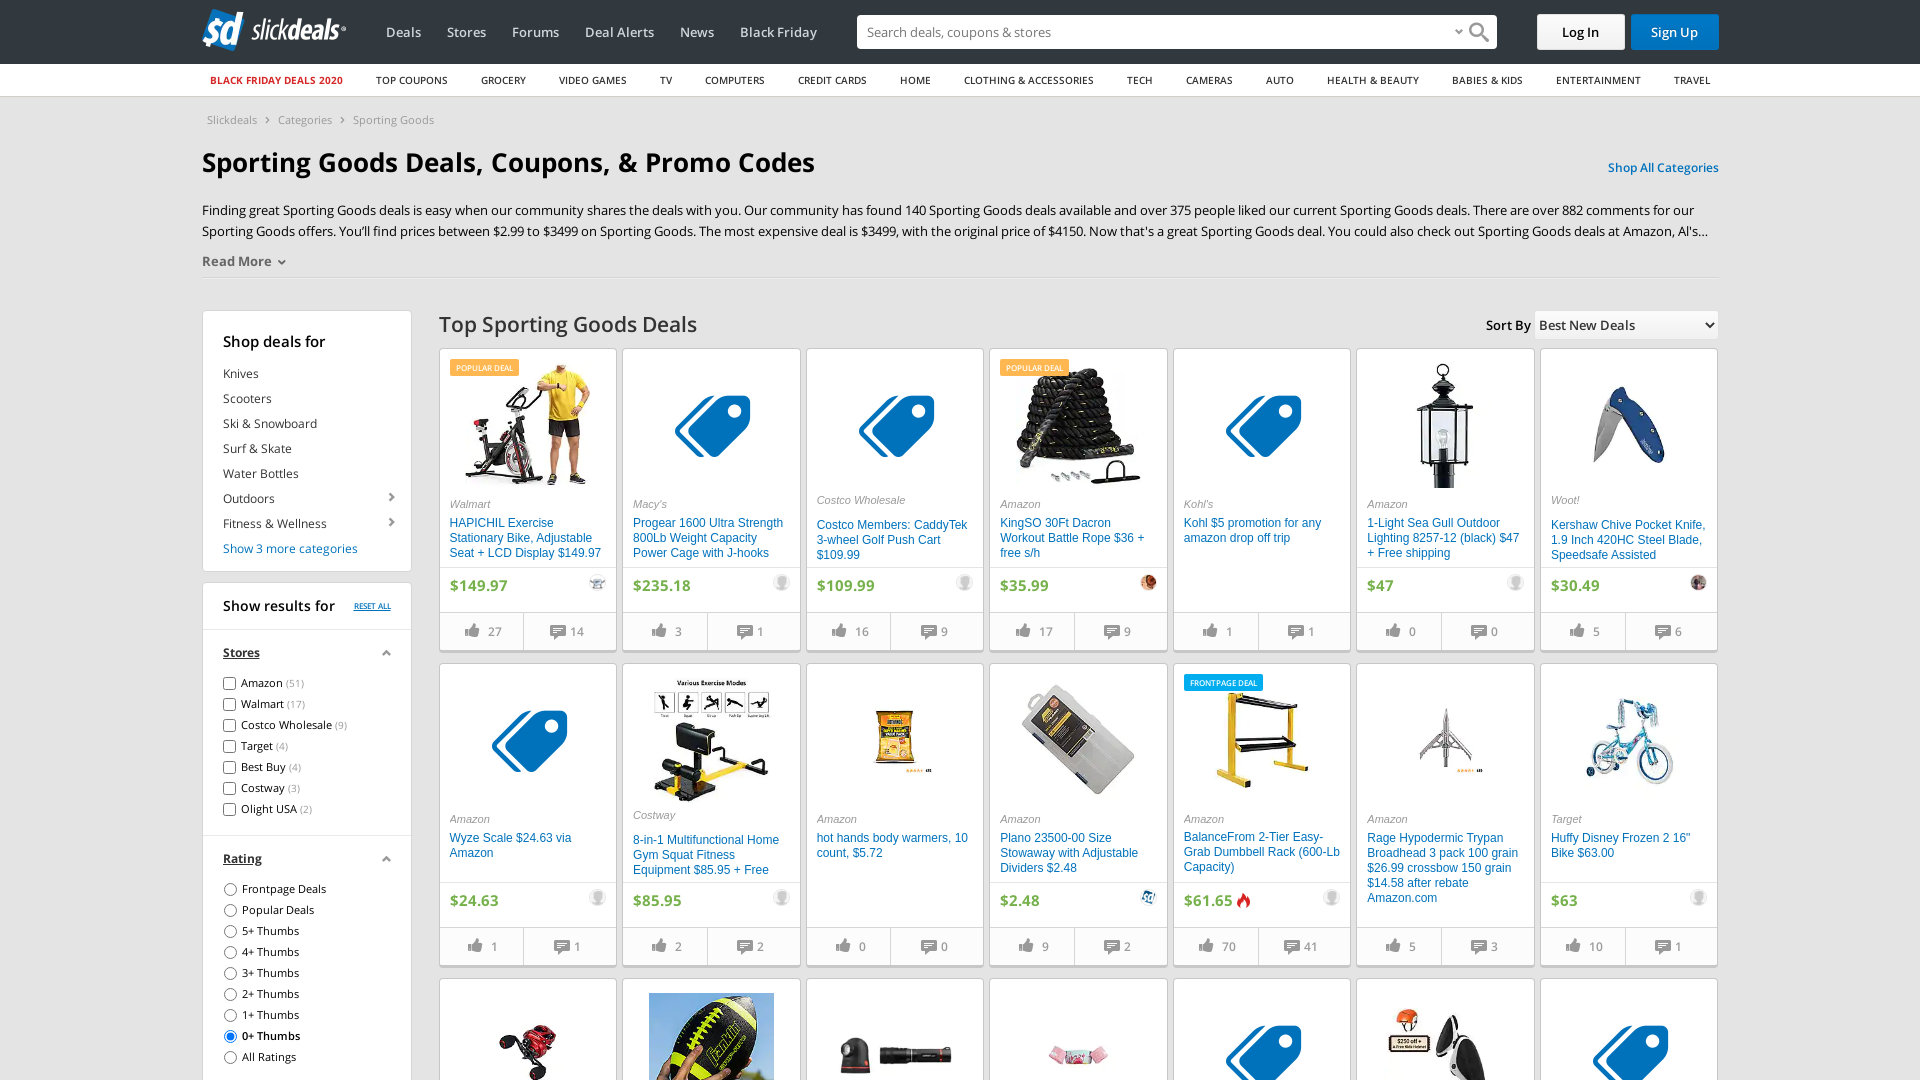 slickdeals
Deals
Stores
Forums
Deal Alerts
News
Black Friday
Search deals, coupons & stores
Log In
Sign Up
BLACK FRIDAY DEALS 2020
TOP COUPONS
GROCERY
VIDEO GAMES
TV
COMPUTERS
CREDIT CARDS
HOME
CLOTHING & ACCESSORIES
TECH
CAMERAS
AUTO
HEALTH & BEAUTY
BABIES & KIDS
ENTERTAINMENT
TRAVEL
Slickdeals
Categories
Sporting Goods
Sporting Goods Deals, Coupons, & Promo Codes
Shop All Categories
Finding great Sporting Goods deals is easy when our community shares the deals with you. Our community has found 140 Sporting Goods deals available and over 375 people liked our current Sporting Goods deals. There are over 882 comments for our
Sporting Goods offers. You’ll find prices between $2.99 to $3499 on Sporting Goods. The most expensive deal is $3499, with the original price of $4150. Now that's a great Sporting Goods deal. You could also check out Sporting Goods deals at Amazon, Al's...
Read More
Shop deals for
Knives
Scooters
Ski & Snowboard
Surf & Skate
Water Bottles
Outdoors
Fitness & Wellness
Show 3 more categories
Show results for
RESET ALL
Stores
Amazon (51)
Walmart (17)
Costco Wholesale (9)
Target (4)
Best Buy (4)
Costway (3)
Olight USA (2)
Rating
Frontpage Deals
Popular Deals
5+ Thumbs
4+ Thumbs
3+ Thumbs
2+ Thumbs
1+ Thumbs
0+ Thumbs
All Ratings
Top Sporting Goods Deals
Sort By
Best New Deals
POPULAR DEAL
Walmart
HAPICHIL Exercise
Stationary Bike, Adjustable
Seat + LCD Display $149.97
$149.97
27
14
Macy's
Progear 1600 Ultra Strength
800Lb Weight Capacity
Power Cage with J-hooks
$235.18
3
1
Costco Wholesale
Costco Members: CaddyTek
3-wheel Golf Push Cart
$109.99
$109.99
16
9
POPULAR DEAL
Amazon
KingSO 30Ft Dacron
Workout Battle Rope $36 +
free s/h
$35.99
17
9
Kohl's
Kohl $5 promotion for any
amazon drop off trip
1
1
Amazon
1-Light Sea Gull Outdoor
Lighting 8257-12 (black) $47
+ Free shipping
$47
0
0
Woot!
Kershaw Chive Pocket Knife,
1.9 Inch 420HC Steel Blade,
Speedsafe Assisted
$30.49
5
6
Amazon
Wyze Scale $24.63 via
Amazon
$24.63
1
1
Various Exercise Modes
Costway
8-in-1 Multifunctional Home
Gym Squat Fitness
Equipment $85.95 + Free
$85.95
2
2
Amazon
hot hands body warmers, 10
count, $5.72
0
0
Amazon
Plano 23500-00 Size
Stowaway with Adjustable
Dividers $2.48
$2.48
9
2
FRONTPAGE DEAL
Amazon
BalanceFrom 2-Tier Easy-
Grab Dumbbell Rack (600-Lb
Capacity)
$61.65
70
41
Amazon
Rage Hypodermic Trypan
Broadhead 3 pack 100 grain
$26.99 crossbow 150 grain
$14.58 after rebate
Amazon.com
5
3
Target
Huffy Disney Frozen 2 16"
Bike $63.00
$63
10
1
franklin
$250 off +